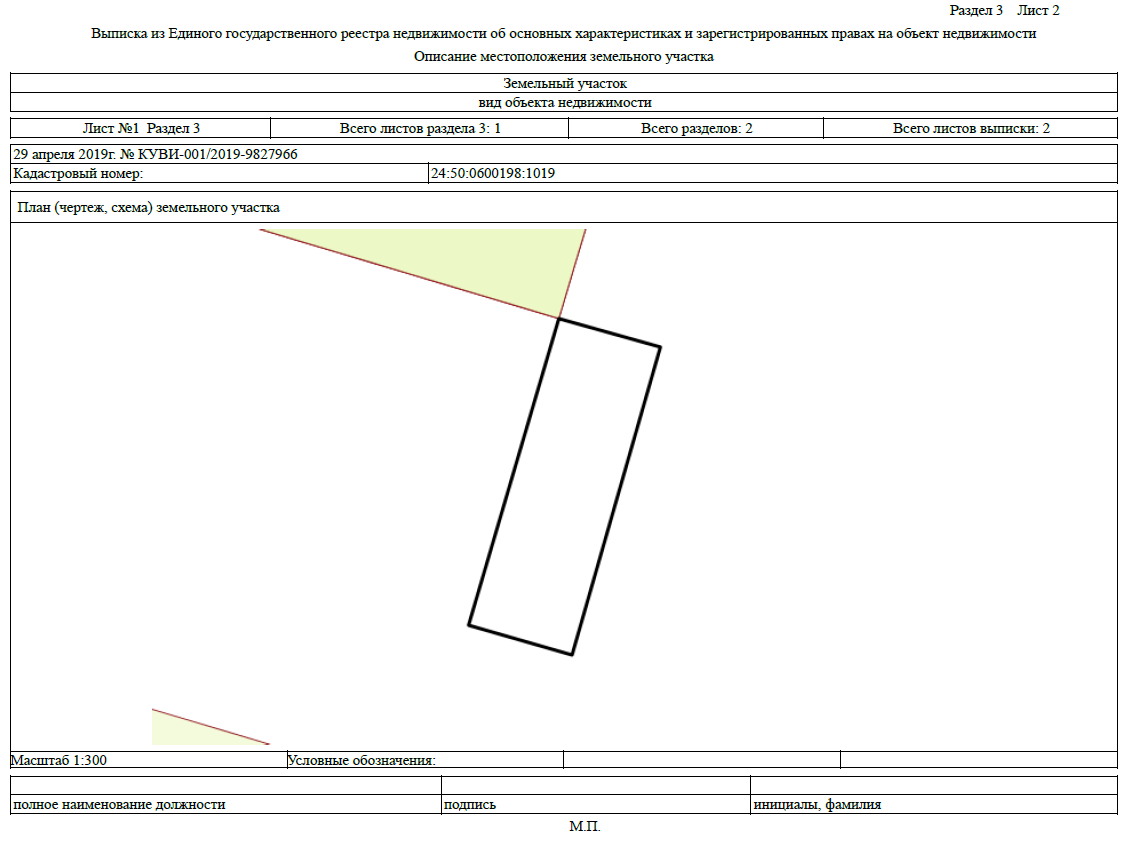 Раздел 3 Лист 2
Выписка из Единого государственного реестра недвижимости об основных характеристиках и зарегистрированных правах на объект недвижимости
Описание местоположения земельного участка
Земельный участок
вид объекта недвижимости
Лист №1 Раздел 3 Всего листов раздела 3: 1 Всего разделов: 2 Всего листов выписки: 2
29 апреля 2019г. № КУВИ-001/2019-9827966
Кадастровый номер: 24:50:0600198:1019
План (чертеж, схема) земельного участка
Масштаб 1:300 Условные обозначения:
полное наименование должности подпись инициалы, фамилия
М.П.